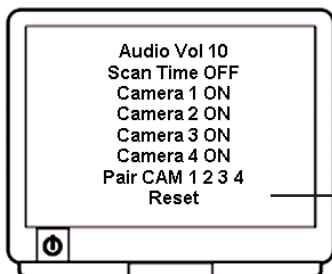 Audio Vol 10
Scan Time OFF
Camera 1 ON
Camera 2 ON
Camera 3 ON
Camera 4 ON
Pair CAM 1 2 3 4
Reset